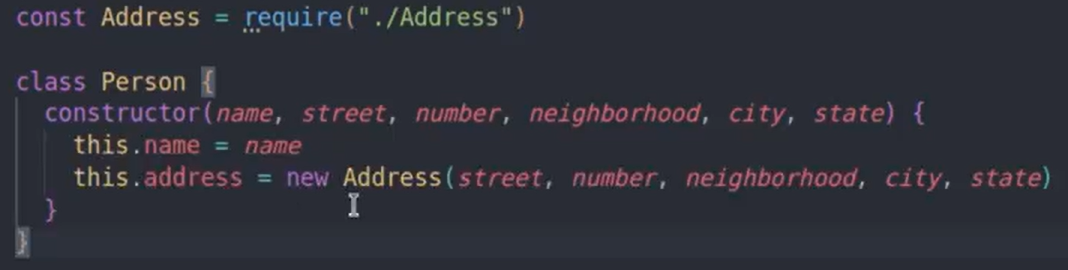 const Address = require("./Address")
class Person {
constructor(name, street, number, neighborhood, city, state) {
this.name = name
this.address = new Address(street, number, neighborhood, city, state)
}
}